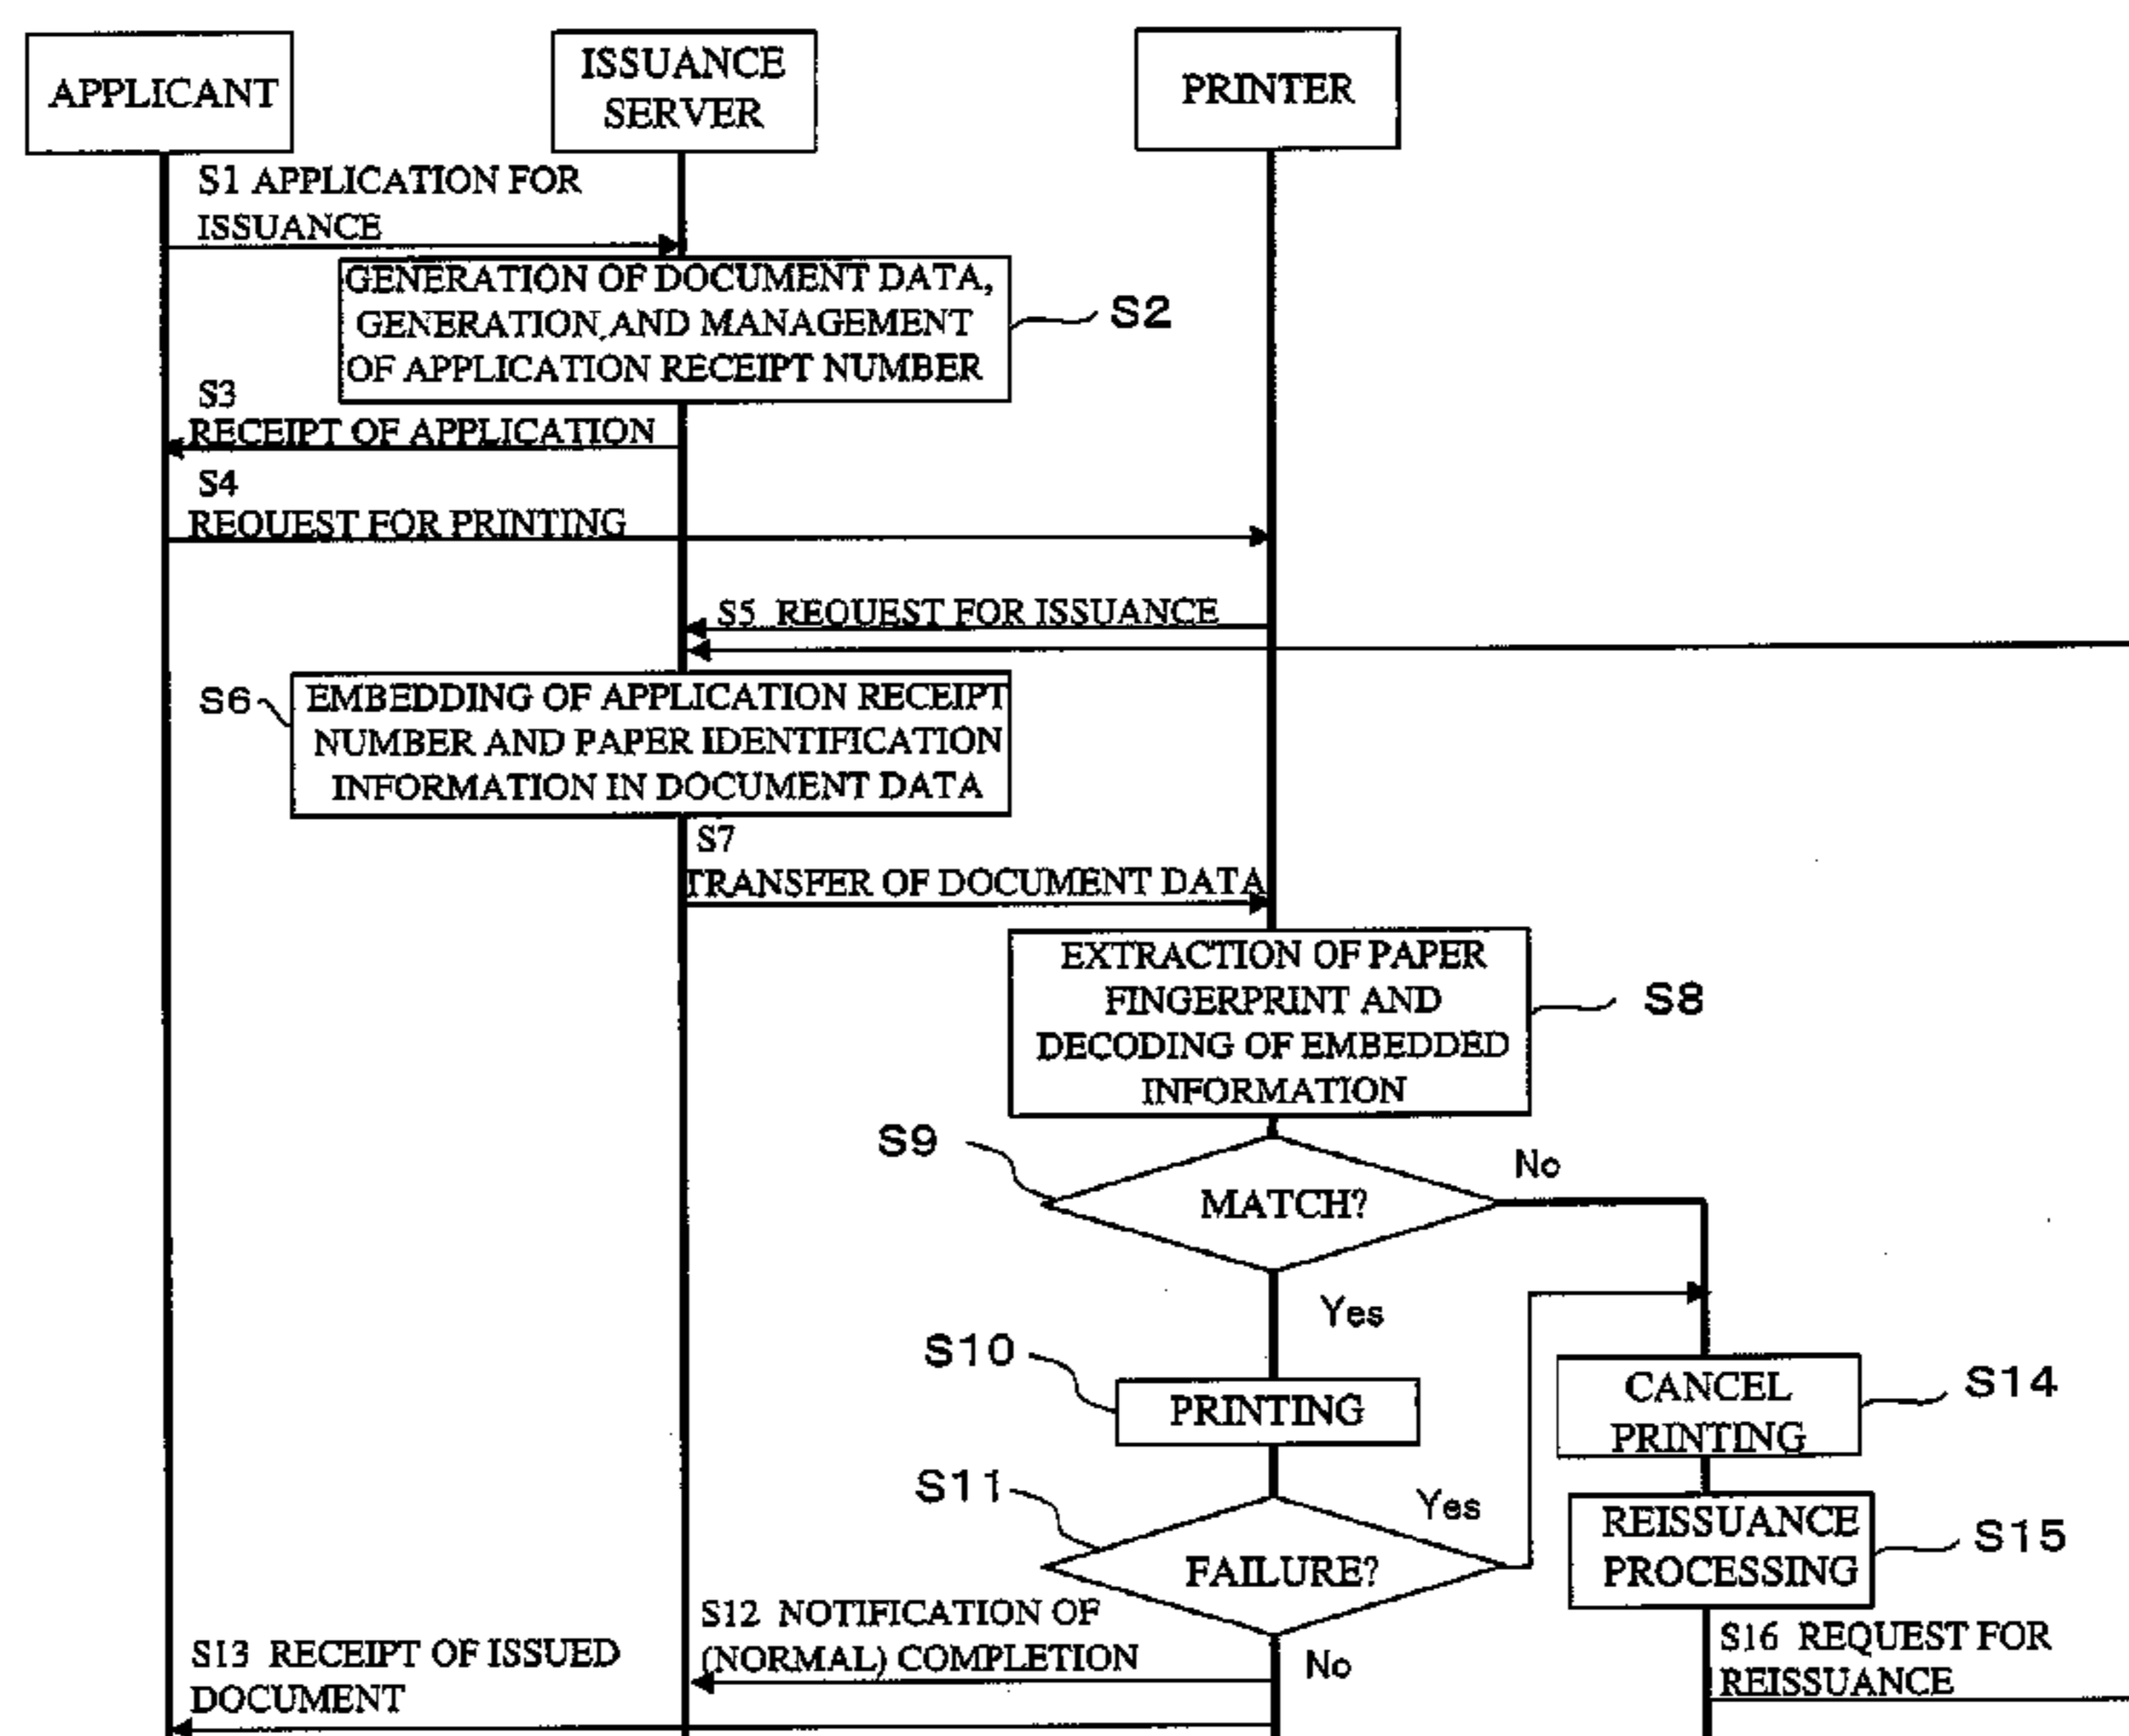 APPLICANT
ISSUANCE
SERVER
PRINTER
S1 APPLICATION FOR
ISSUANCE
GENERATION OF DOCUMENT DATA,
GENERATION AND MANAGEMENT
OF APPLICATION RECEIPT NUMBER
S2
S3
RECEIPT OF APPLICATION
S4
REQUEST FOR PRINTING
S5 REQUEST FOR ISSUANCE
S6
EMBEDDING OF APPLICATION RECEIPT
NUMBER AND PAPER IDENTIFICATION
INFORMATION IN DOCUMENT DATA
S7
TRANSFER OF DOCUMENT DATA
EXTRACTION OF PAPER
FINGERPRINT AND
DECODING OF EMBEDDED
INFORMATION
S8
S9
MATCH?
No
Yes
S10
PRINTING
CANCEL
PRINTING
S14
S11
FAILURE?
Yes
REISSUANCE
PROCESSING
S15
S12 NOTIFICATION OF
(NORMAL) COMPLETION
No
S13 RECEIPT OF ISSUED
DOCUMENT
S16 REQUEST FOR
REISSUANCE